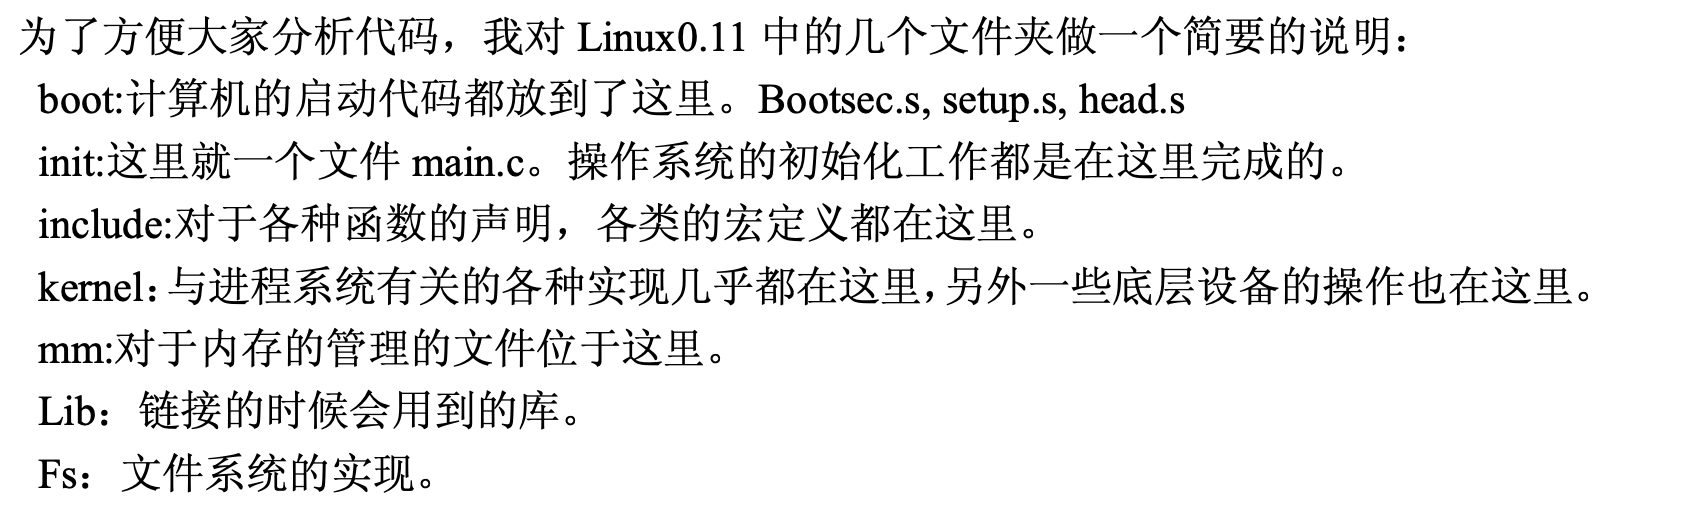 为了方便大家分析代码，我对 Linux0.11 中的几个文件夹做一个简要的说明：
boot:计算机的启动代码都放到了这里。Bootsec.s, setup.s, head.s
init:这里就一个文件 main.c。操作系统的初始化工作都是在这里完成的。
include:对于各种函数的声明，各类的宏定义都在这里。
kernel：与进程系统有关的各种实现几乎都在这里，另外一些底层设备的操作也在这里。
mm:对于内存的管理的文件位于这里。
Lib：链接的时候会用到的库。
Fs：文件系统的实现。